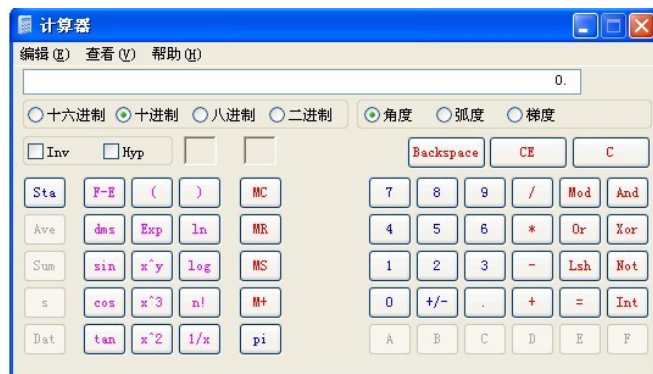 计算器
编辑(E) 查看(V) 帮助(H)
0.
十六进制 十进制 八进制 二进制 角度 弧度 梯度
Inv Hyp Backspace CE C
Sta F-E ( ) MC 7 8 9 / Mod And
Ave dms Exp ln MR 4 5 6 * Or Xor
Sum sin x^y log MS 1 2 3 - Lsh Not
s cos x^3 n! M+ 0 +/- . + = Int
Dat tan x^2 1/x pi A B C D E F